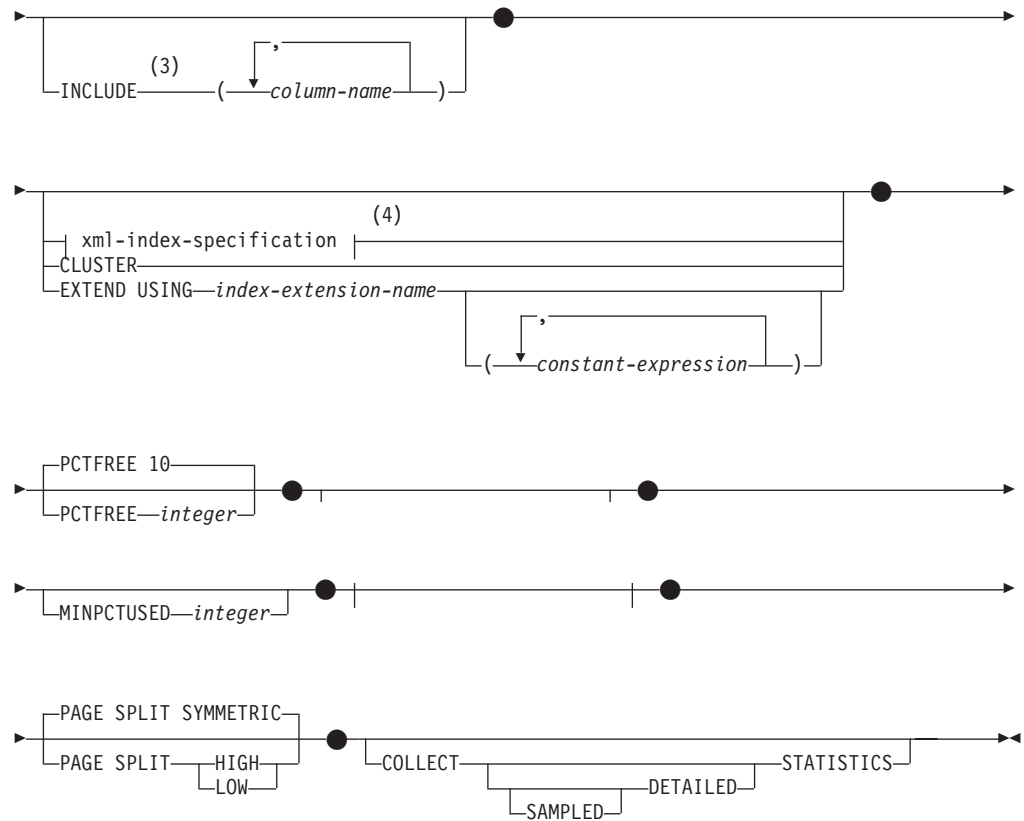 ,
(3)
INCLUDE ( column-name )
(4)
xml-index-specification
CLUSTER
EXTEND USING index-extension-name
,
( constant-expression )
PCTFREE 10
PCTFREE integer
MINPCTUSED integer
PAGE SPLIT SYMMETRIC
PAGE SPLIT HIGH COLLECT STATISTICS
LOW DETAILED
SAMPLED